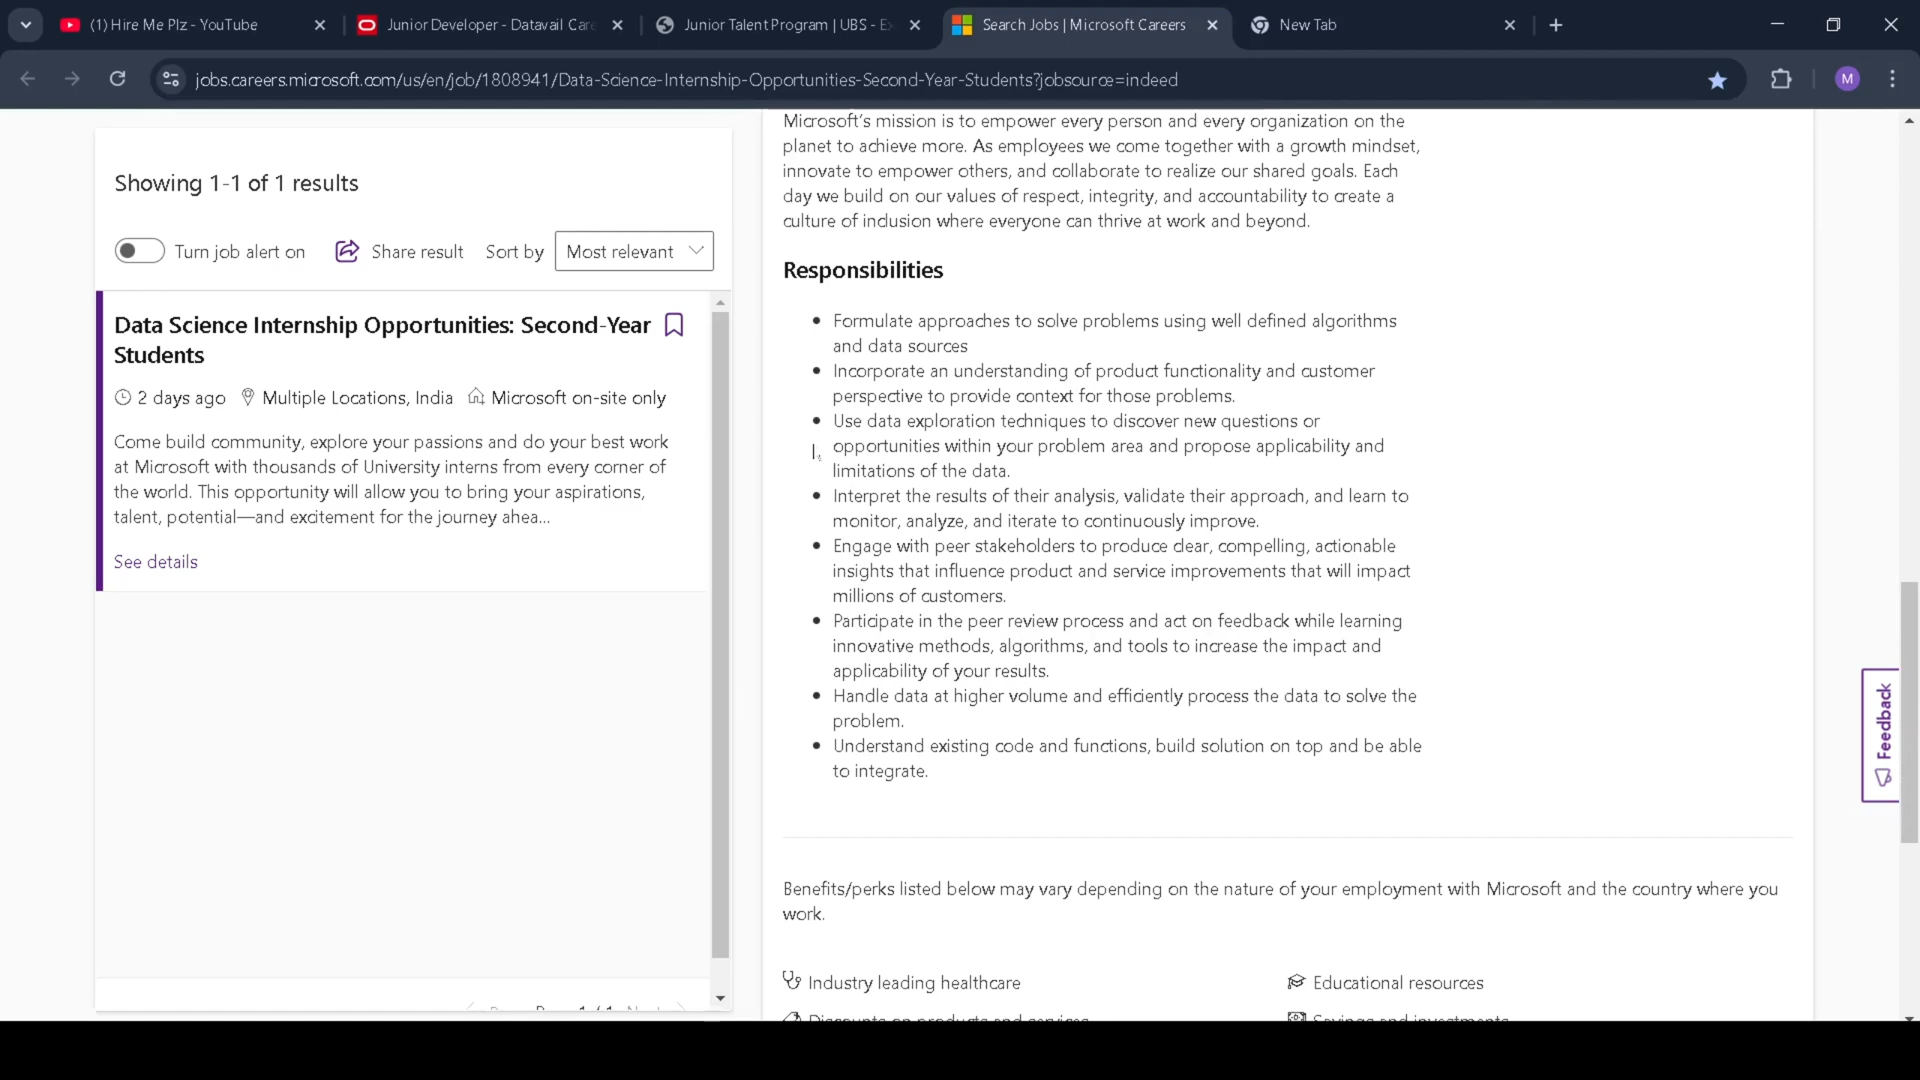 (1) Hire Me Plz - YouTube
Junior Developer - Datavail Care
Junior Talent Program | UBS - Ex
Search Jobs | Microsoft Careers
New Tab
jobs.careers.microsoft.com/us/en/job/1808941/Data-Science-Internship-Opportunities-Second-Year-Students?jobsource=indeed
M
Showing 1-1 of 1 results
Turn job alert on
Share result
Sort by
Most relevant
Data Science Internship Opportunities: Second-Year
Students
2 days ago
Multiple Locations, India
Microsoft on-site only
Come build community, explore your passions and do your best work
at Microsoft with thousands of University interns from every corner of
the world. This opportunity will allow you to bring your aspirations,
talent, potential—and excitement for the journey ahea...
See details
Microsoft's mission is to empower every person and every organization on the
planet to achieve more. As employees we come together with a growth mindset,
innovate to empower others, and collaborate to realize our shared goals. Each
day we build on our values of respect, integrity, and accountability to create a
culture of inclusion where everyone can thrive at work and beyond.
Responsibilities
• Formulate approaches to solve problems using well defined algorithms
and data sources
• Incorporate an understanding of product functionality and customer
perspective to provide context for those problems.
• Use data exploration techniques to discover new questions or
opportunities within your problem area and propose applicability and
limitations of the data.
• Interpret the results of their analysis, validate their approach, and learn to
monitor, analyze, and iterate to continuously improve.
• Engage with peer stakeholders to produce clear, compelling, actionable
insights that influence product and service improvements that will impact
millions of customers.
• Participate in the peer review process and act on feedback while learning
innovative methods, algorithms, and tools to increase the impact and
applicability of your results.
• Handle data at higher volume and efficiently process the data to solve the
problem.
• Understand existing code and functions, build solution on top and be able
to integrate.
Benefits/perks listed below may vary depending on the nature of your employment with Microsoft and the country where you
work.
Industry leading healthcare
Educational resources
Discounts on products and services
Savings and investments
Feedback